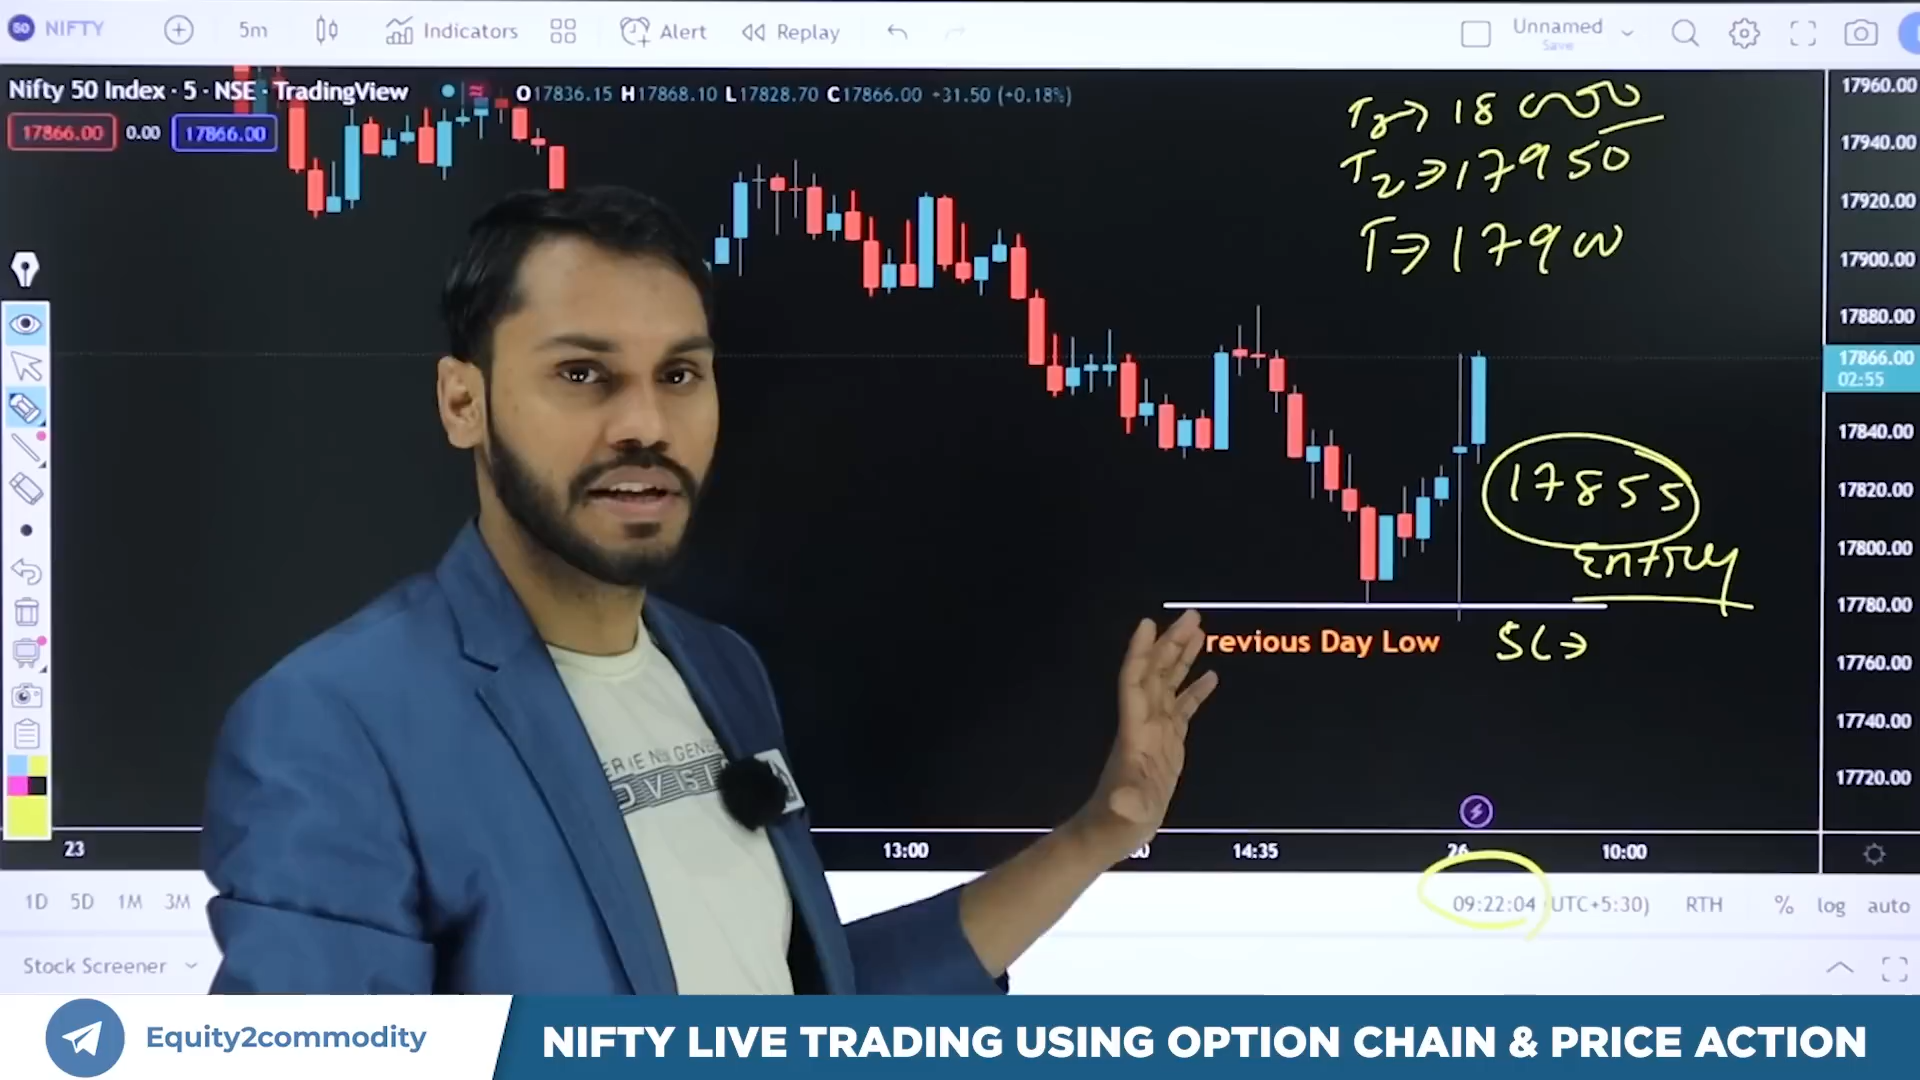 50 NIFTY 5m Indicators Alert Replay Unnamed
Save
Nifty 50 Index · 5 · NSE · TradingView O17836.15 H17868.10 L17828.70 C17866.00 +31.50 (+0.18%)
17866.00 0.00 17866.00
T3→ 18000
T2→17950
T→17900
17960.00
17940.00
17920.00
17900.00
17880.00
17866.00
02:55
17840.00
17820.00
17800.00
17780.00
17760.00
17740.00
17720.00
17855
Entry
revious Day Low
SL→
23 13:00 14:35 26 10:00
1D 5D 1M 3M 09:22:04 (UTC+5:30) RTH % log auto
Stock Screener
Equity2commodity
NIFTY LIVE TRADING USING OPTION CHAIN & PRICE ACTION